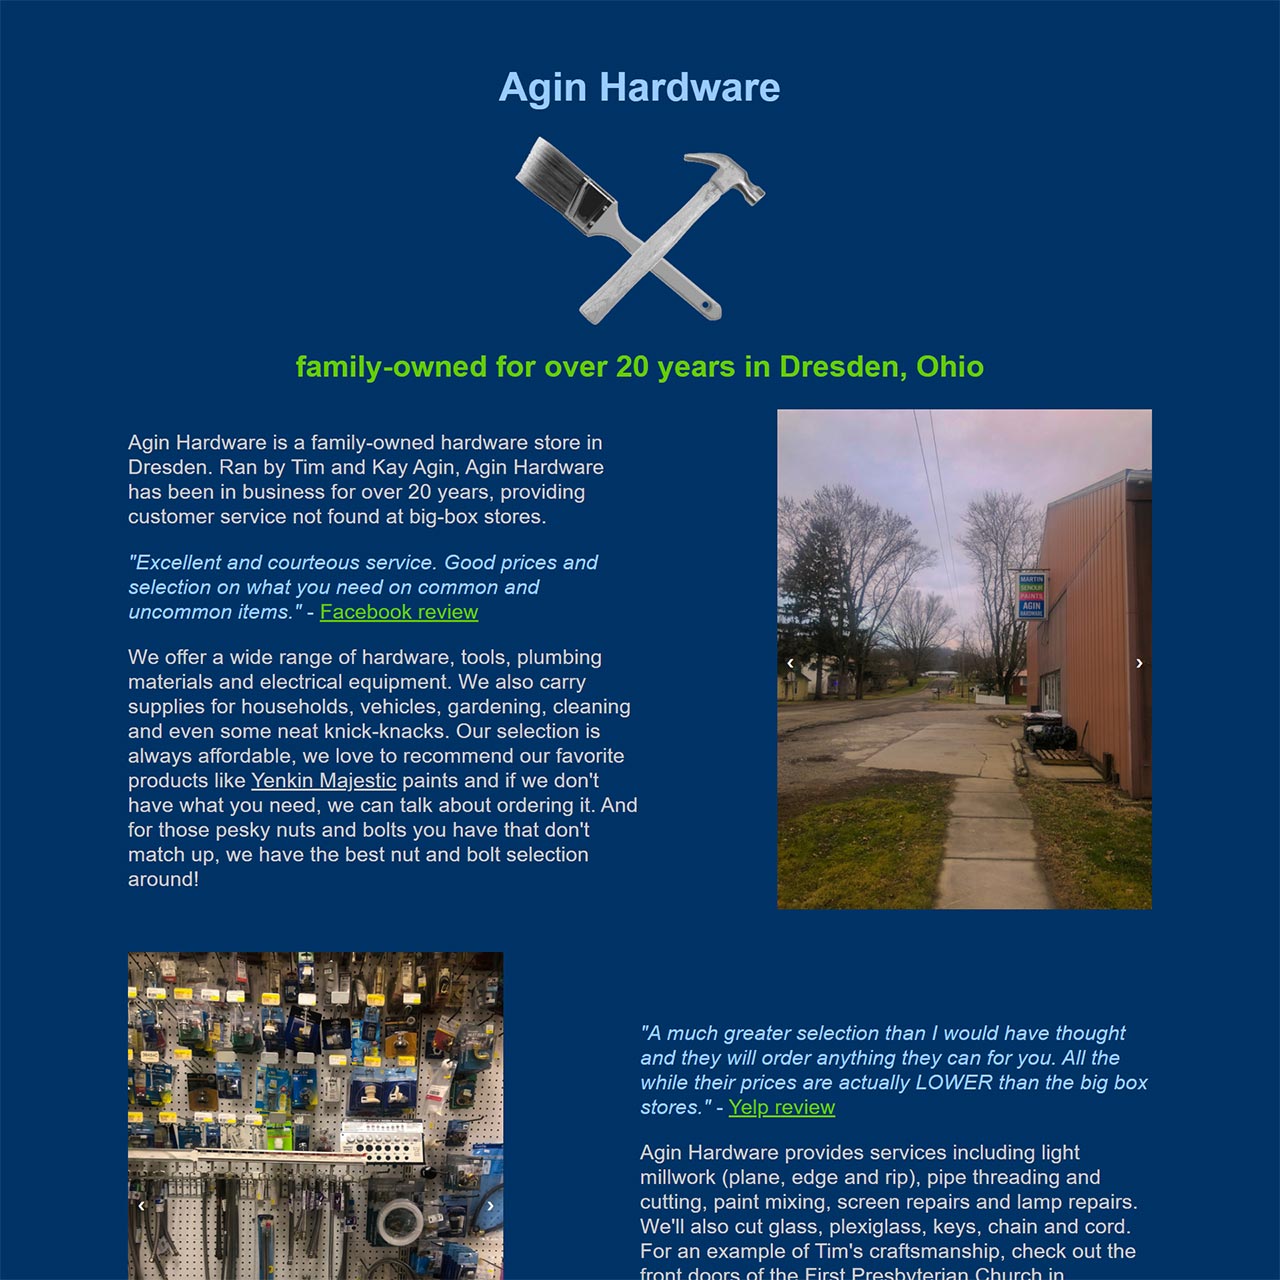 Agin Hardware
family-owned for over 20 years in Dresden, Ohio
Agin Hardware is a family-owned hardware store in
Dresden. Ran by Tim and Kay Agin, Agin Hardware
has been in business for over 20 years, providing
customer service not found at big-box stores.
"Excellent and courteous service. Good prices and
selection on what you need on common and
uncommon items." - Facebook review
We offer a wide range of hardware, tools, plumbing
materials and electrical equipment. We also carry
supplies for households, vehicles, gardening, cleaning
and even some neat knick-knacks. Our selection is
always affordable, we love to recommend our favorite
products like Yenkin Majestic paints and if we don't
have what you need, we can talk about ordering it. And
for those pesky nuts and bolts you have that don't
match up, we have the best nut and bolt selection
around!
MARTIN
SENOUR
PAINTS
AGIN
HARDWARE
‹
›
"A much greater selection than I would have thought
and they will order anything they can for you. All the
while their prices are actually LOWER than the big box
stores." - Yelp review
Agin Hardware provides services including light
millwork (plane, edge and rip), pipe threading and
cutting, paint mixing, screen repairs and lamp repairs.
We'll also cut glass, plexiglass, keys, chain and cord.
For an example of Tim's craftsmanship, check out the
front doors of the First Presbyterian Church in
‹
›